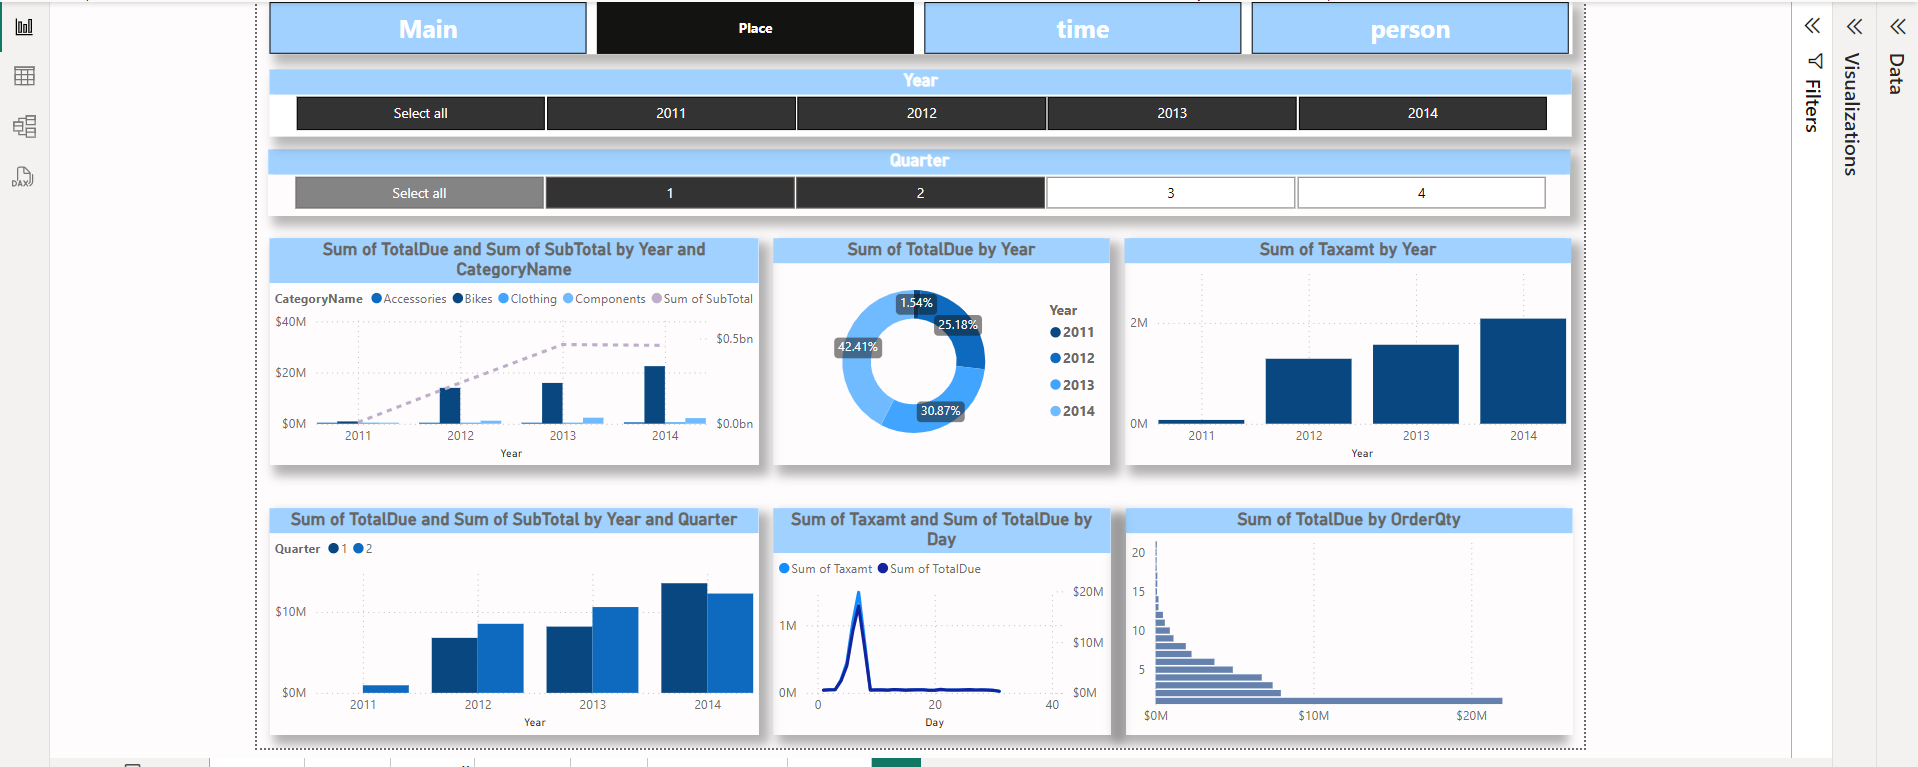 Main
Place
time
person
Year
Select all
2011
2012
2013
2014
Quarter
Select all
1
2
3
4
Sum of TotalDue and Sum of SubTotal by Year and
CategoryName
CategoryName Accessories Bikes Clothing Components Sum of SubTotal
$40M
$20M
$0M
$0.5bn
$0.0bn
2011
2012
2013
2014
Year
Sum of TotalDue by Year
1.54%
25.18%
42.41%
30.87%
Year
2011
2012
2013
2014
Sum of Taxamt by Year
2M
0M
2011
2012
2013
2014
Year
Sum of TotalDue and Sum of SubTotal by Year and Quarter
Quarter 1 2
$10M
$0M
2011
2012
2013
2014
Year
Sum of Taxamt and Sum of TotalDue by
Day
Sum of Taxamt Sum of TotalDue
1M
0M
$20M
$10M
$0M
0
20
40
Day
Sum of TotalDue by OrderQty
20
15
10
5
$0M
$10M
$20M
Filters
Visualizations
Data
DAX